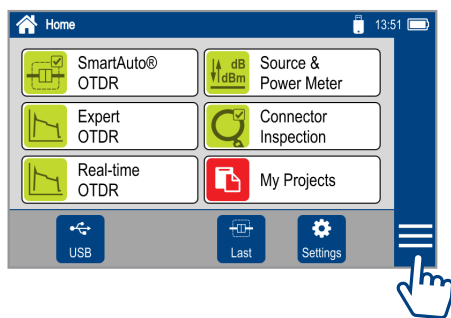 Home
13:51
SmartAuto®
OTDR
dB
dBm
Source &
Power Meter
Expert
OTDR
Connector
Inspection
Real-time
OTDR
My Projects
USB
Last
Settings